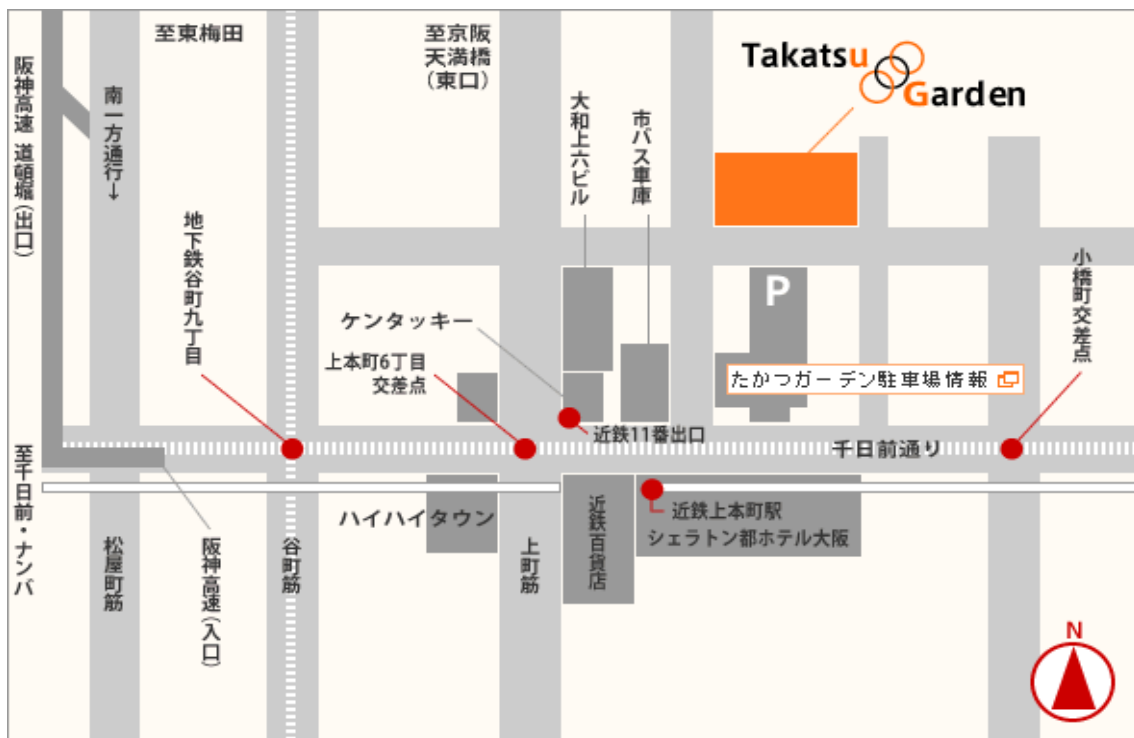 至東梅田
至京阪
天満橋
(東口)
Takatsu
Garden
阪神高速 道頓堀(出口)
南一方通行→
大和上六ビル
市バス車庫
地下鉄谷町九丁目
小橋町交差点
P
ケンタッキー
上本町6丁目
交差点
たかつガーデン駐車場情報
近鉄11番出口
千日前通り
至千日前・ナンバ
近鉄上本町駅
シェラトン都ホテル大阪
ハイハイタウン
近鉄百貨店
松屋町筋
阪神高速(入口)
谷町筋
上町筋
N